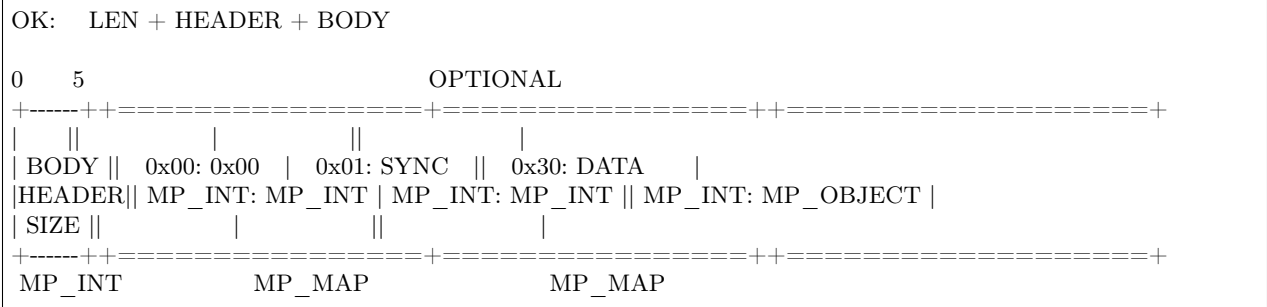 OK:    LEN + HEADER + BODY
0      5                                          OPTIONAL
+------++================+================++===================+
|      ||                |                ||                   |
| BODY ||   0x00: 0x00   |   0x01: SYNC   ||   0x30: DATA      |
|HEADER|| MP_INT: MP_INT | MP_INT: MP_INT || MP_INT: MP_OBJECT |
| SIZE ||                |                ||                   |
+------++================+================++===================+
MP_INT                MP_MAP                      MP_MAP